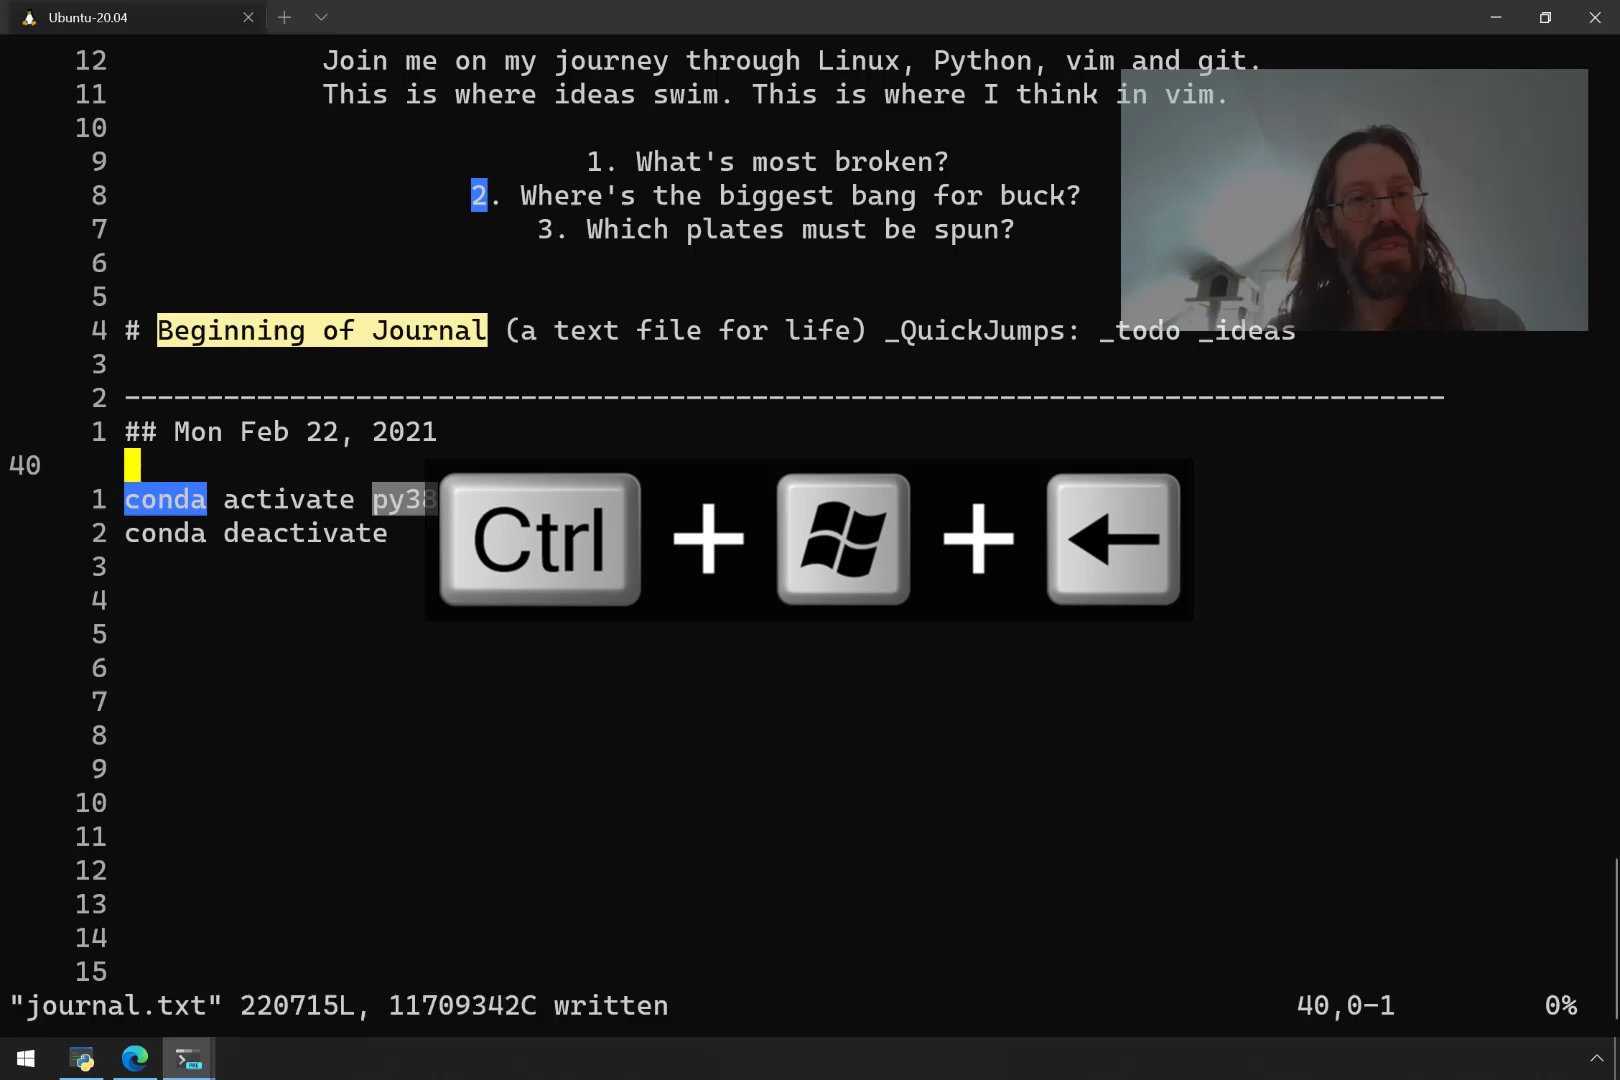 Ubuntu-20.04
12 Join me on my journey through Linux, Python, vim and git.
11 This is where ideas swim. This is where I think in vim.
10
9 1. What's most broken?
8 2. Where's the biggest bang for buck?
7 3. Which plates must be spun?
6
5
4 # Beginning of Journal (a text file for life) _QuickJumps: _todo _ideas
3
2 --------------------------------------------------------------------------------
1 ## Mon Feb 22, 2021
40
1 conda activate py38
2 conda deactivate
Ctrl + +
3
4
5
6
7
8
9
10
11
12
13
14
15
"journal.txt" 220715L, 11709342C written 40,0-1 0%